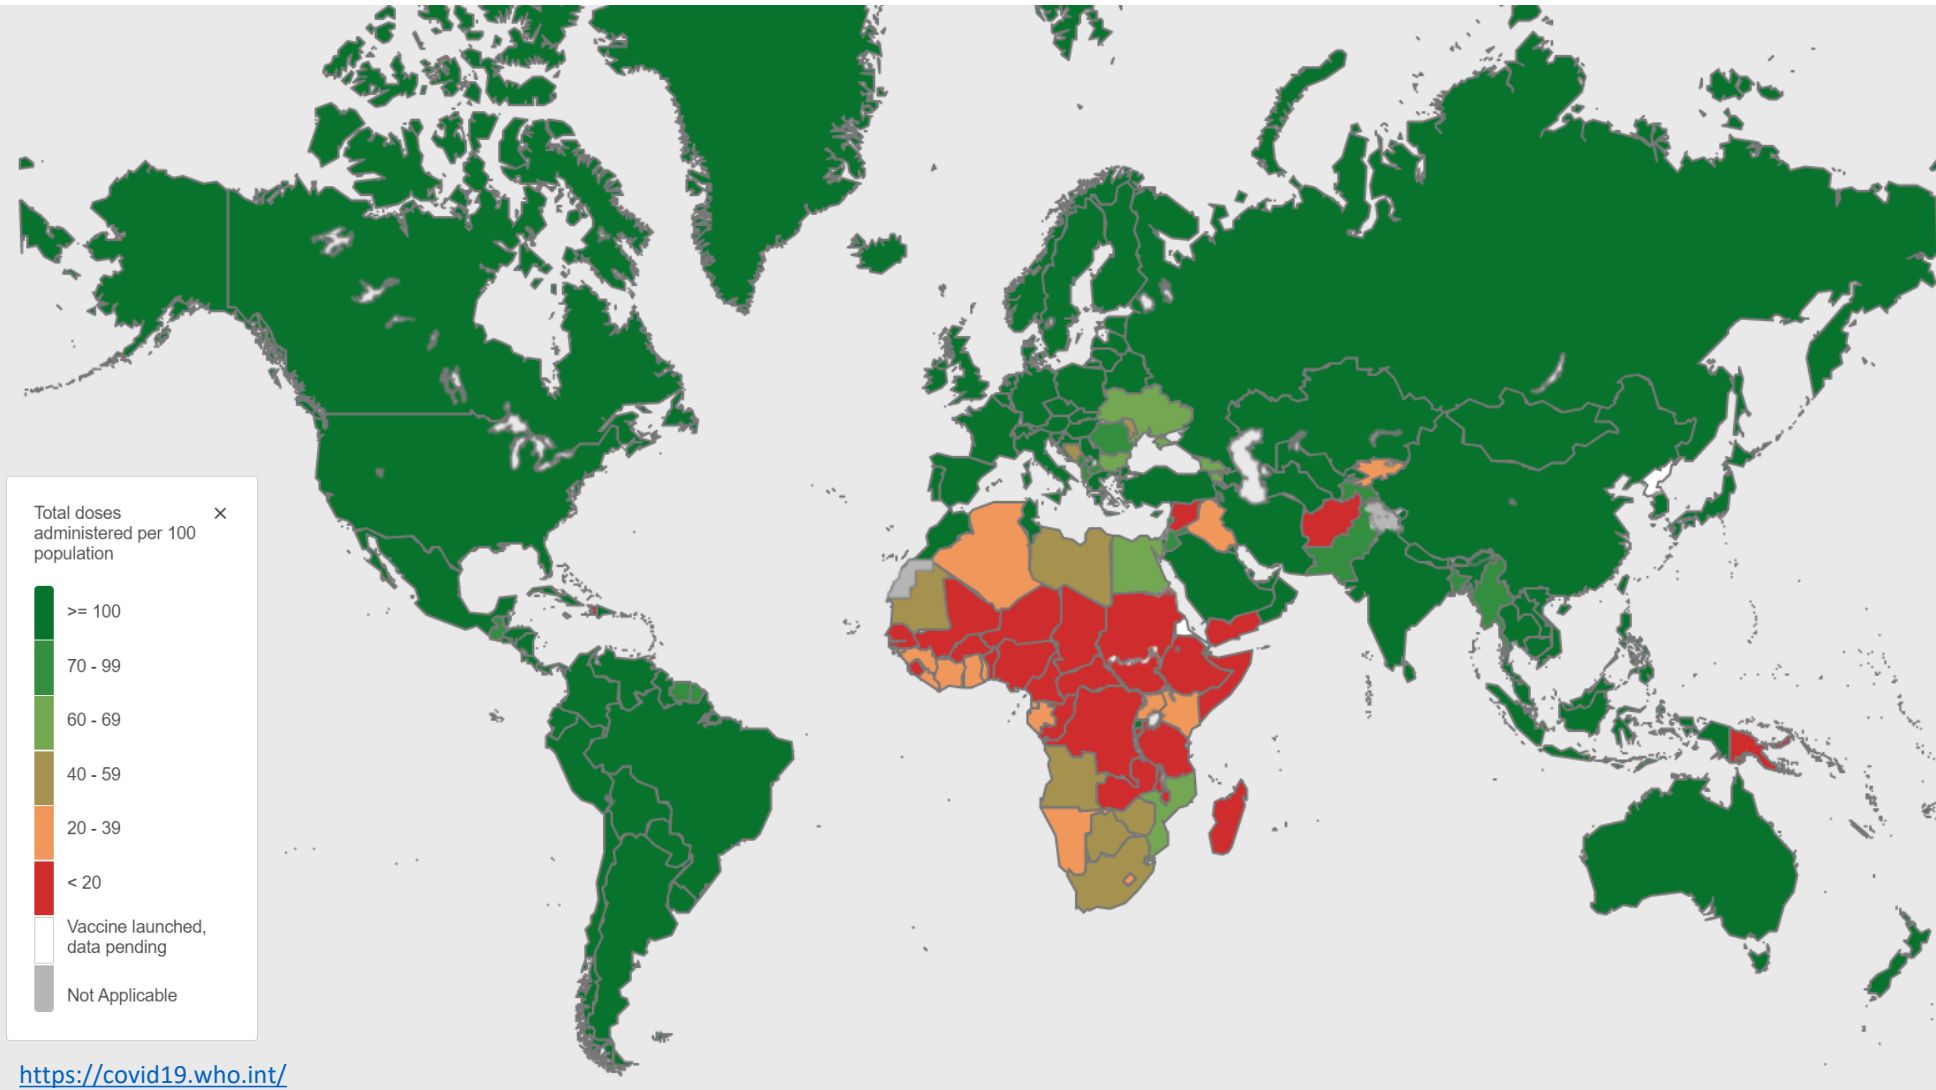 Total doses ×
administered per 100
population
>= 100
70 - 99
60 - 69
40 - 59
20 - 39
< 20
Vaccine launched,
data pending
Not Applicable
https://covid19.who.int/